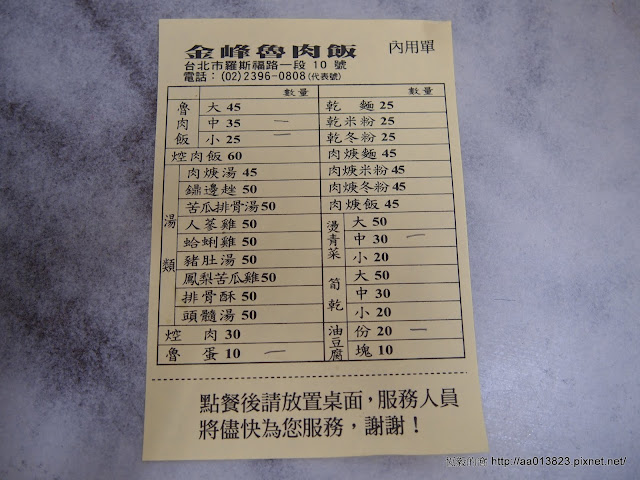 金峰魯肉飯 內用單
台北市羅斯福路一段 10 號
電話：(02)2396-0808(代表號)
數量 數量
魯肉飯 大 45 一
中 35 一
小 25 一
焢肉飯 60
湯類 肉焿湯 45
鏽邊趖 50
苦瓜排骨湯 50
人蔘雞 50
蛤蜊雞 50
豬肚湯 50
鳳梨苦瓜雞 50
排骨酥 50
頭髓湯 50
焢肉 30
魯蛋 10 一
乾麵 25
乾米粉 25
乾冬粉 25
肉焿麵 45
肉焿米粉 45
肉焿冬粉 45
肉焿飯 45
燙青菜 大 50
中 30 一
小 20
筍乾 大 50
中 30
小 20
油豆腐 份 20 一
塊 10
點餐後請放置桌面，服務人員
將儘快為您服務，謝謝！
http://aa013823.pixnet.net/